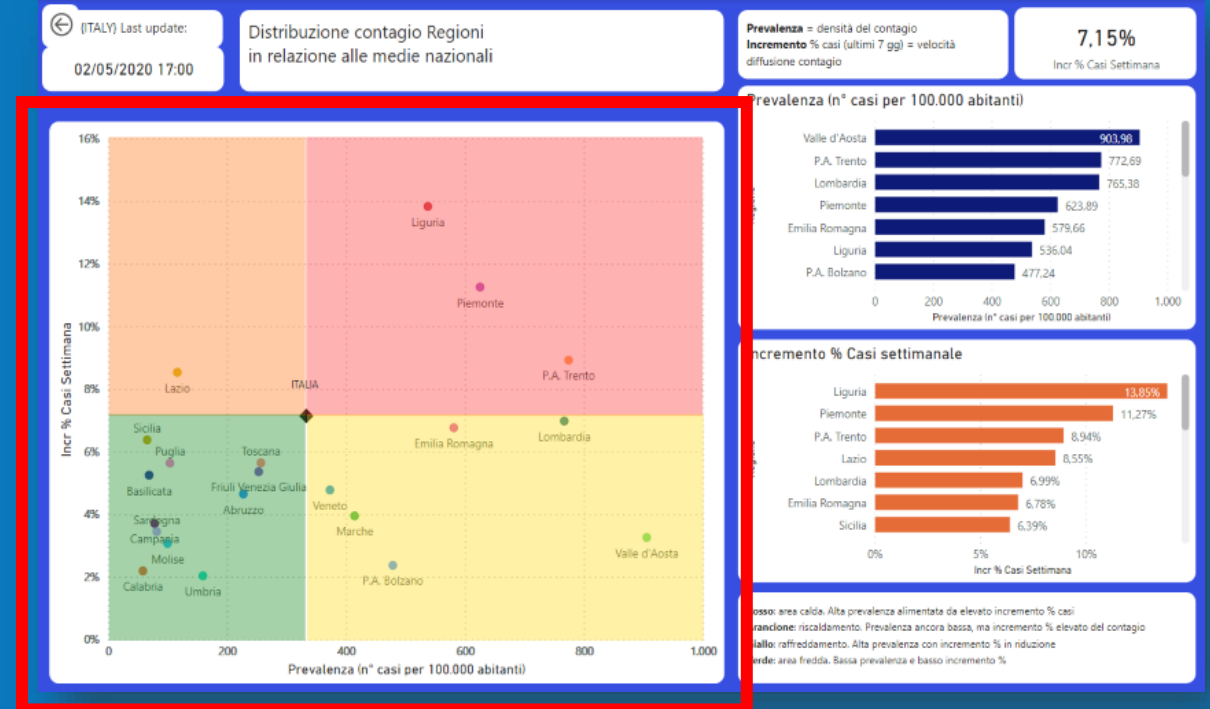 (ITALY) Last update:
02/05/2020 17:00
Distribuzione contagio Regioni
in relazione alle medie nazionali
Prevalenza = densità del contagio
Incremento % casi (ultimi 7 gg) = velocità
diffusione contagio
7,15%
Incr % Casi Settimana
16%
14%
12%
10%
8%
6%
4%
2%
0%
Incr % Casi Settimana
Liguria
Piemonte
P.A. Trento
Lazio
ITALIA
Sicilia
Puglia
Toscana
Emilia Romagna
Lombardia
Basilicata
Friuli Venezia Giulia
Abruzzo
Veneto
Sardegna
Marche
Campania
Molise
Valle d'Aosta
Calabria
Umbria
P.A. Bolzano
0 200 400 600 800 1.000
Prevalenza (n° casi per 100.000 abitanti)
Prevalenza (n° casi per 100.000 abitanti)
Valle d'Aosta 903,98
P.A. Trento 772,69
Lombardia 765,38
Piemonte 623,89
Emilia Romagna 579,66
Liguria 536,04
P.A. Bolzano 477,24
0 200 400 600 800 1.000
Prevalenza (n° casi per 100.000 abitanti)
ncremento % Casi settimanale
Liguria 13,85%
Piemonte 11,27%
P.A. Trento 8,94%
Lazio 8,55%
Lombardia 6,99%
Emilia Romagna 6,78%
Sicilia 6,39%
0% 5% 10%
Incr % Casi Settimana
osso: area calda. Alta prevalenza alimentata da elevato incremento % casi
rancione: riscaldamento. Prevalenza ancora bassa, ma incremento % elevato del contagio
iallo: raffreddamento. Alta prevalenza con incremento % in riduzione
erde: area fredda. Bassa prevalenza e basso incremento %